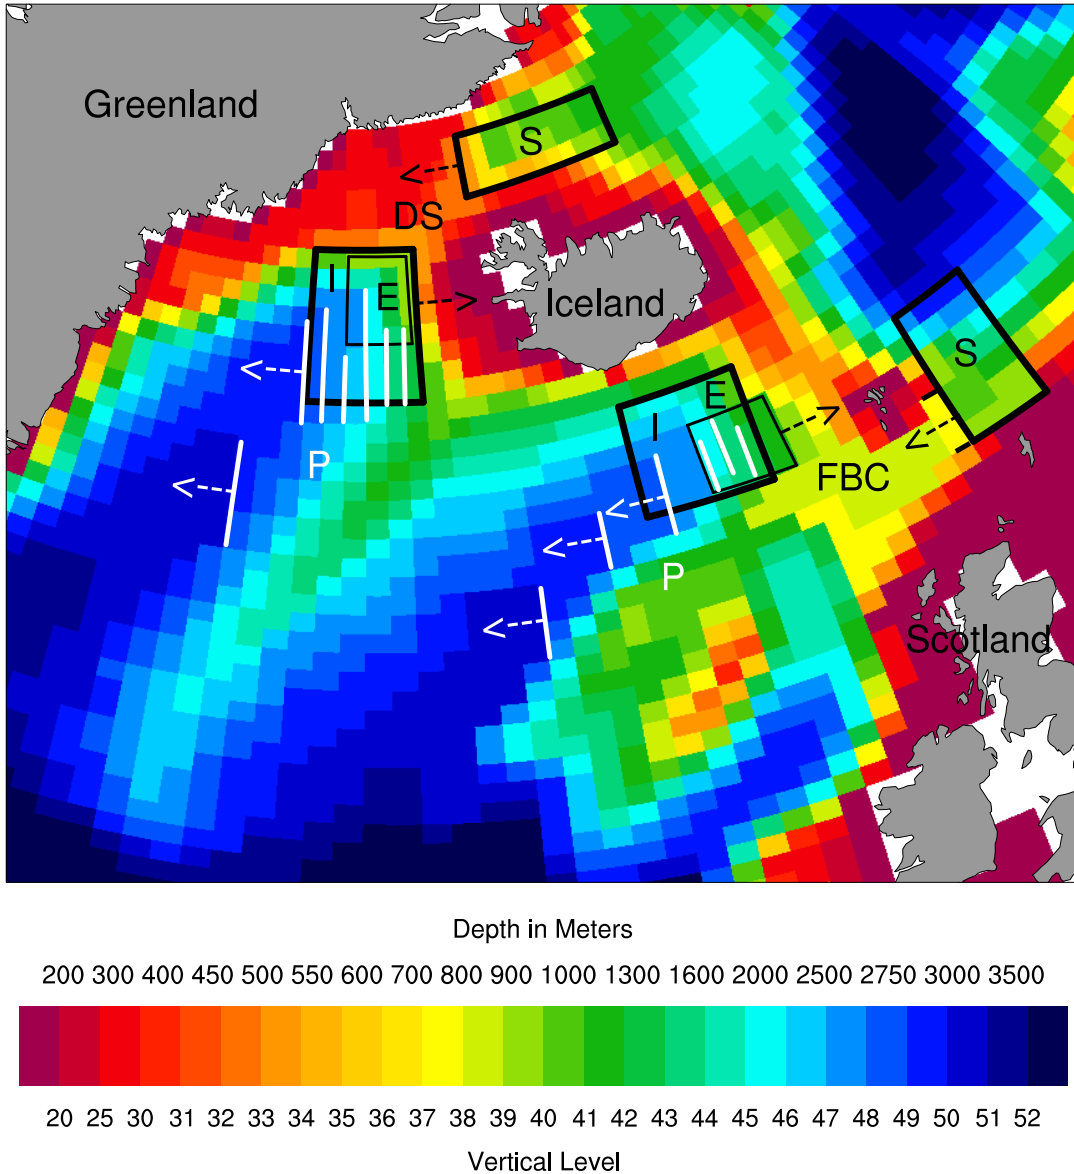 Greenland
S
DS
I
E
Iceland
S
E
I
FBC
P
P
Scotland
Depth in Meters
200 300 400 450 500 550 600 700 800 900 1000 1300 1600 2000 2500 2750 3000 3500
20 25 30 31 32 33 34 35 36 37 38 39 40 41 42 43 44 45 46 47 48 49 50 51 52
Vertical Level